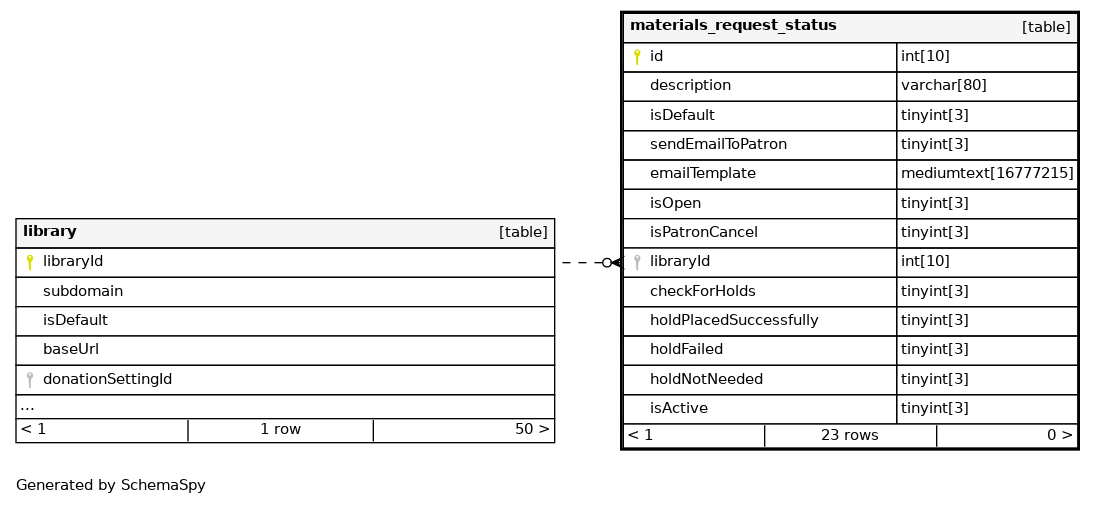 materials_request_status [table]
id int[10]
description varchar[80]
isDefault tinyint[3]
sendEmailToPatron tinyint[3]
emailTemplate mediumtext[16777215]
isOpen tinyint[3]
isPatronCancel tinyint[3]
libraryId int[10]
checkForHolds tinyint[3]
holdPlacedSuccessfully tinyint[3]
holdFailed tinyint[3]
holdNotNeeded tinyint[3]
isActive tinyint[3]
< 1 23 rows 0 >
library [table]
libraryId
subdomain
isDefault
baseUrl
donationSettingId
...
< 1 1 row 50 >
Generated by SchemaSpy